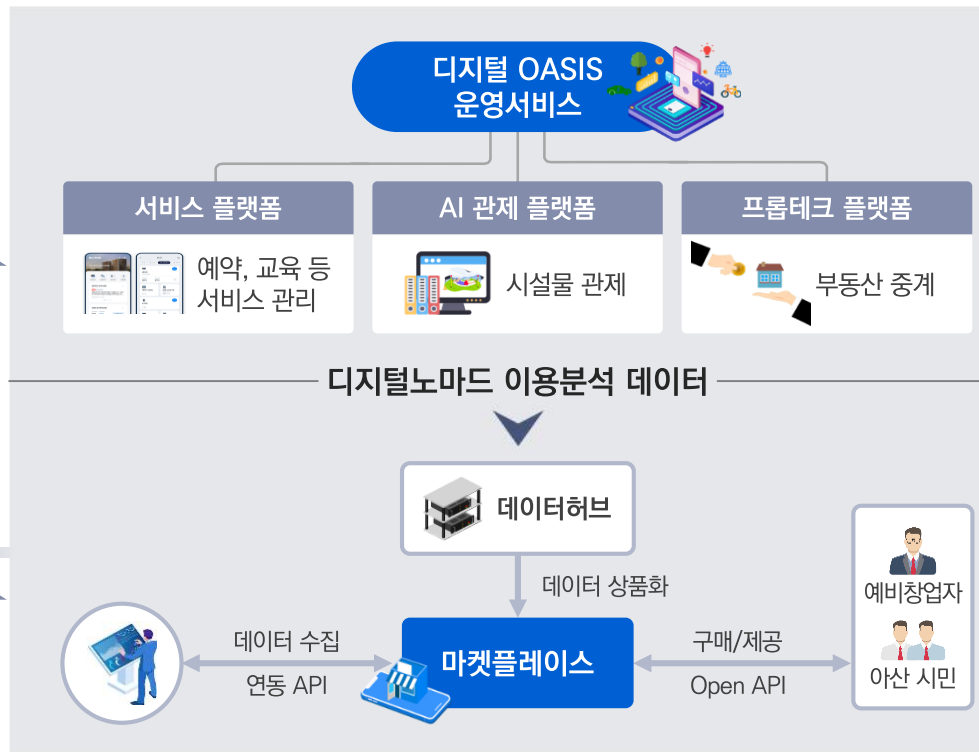 디지털 OASIS
운영서비스
서비스 플랫폼
예약, 교육 등
서비스 관리
AI 관제 플랫폼
시설물 관제
프롭테크 플랫폼
부동산 중계
디지털노마드 이용분석 데이터
데이터허브
데이터 상품화
데이터 수집
연동 API
마켓플레이스
구매/제공
Open API
예비창업자
아산 시민